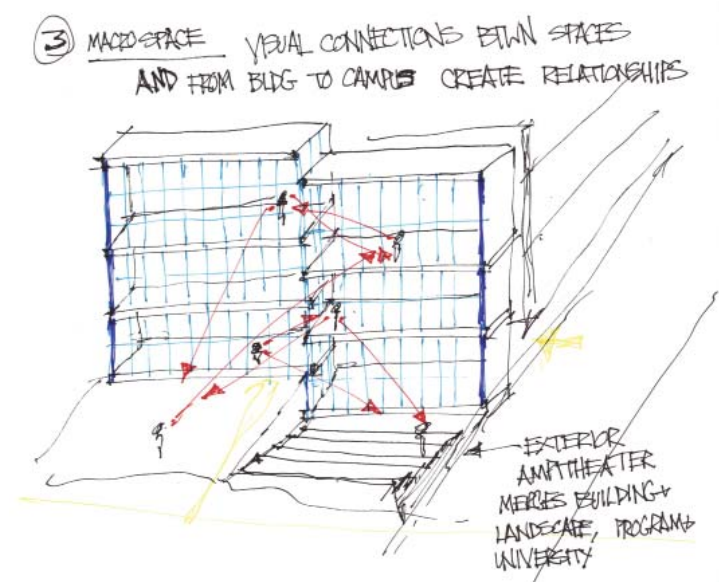 3 MACRO SPACE VISUAL CONNECTIONS BTWN SPACES
AND FROM BLDG TO CAMPUS CREATE RELATIONSHIPS
EXTERIOR
AMPITHEATER
MERGES BUILDING+
LANDSCAPE, PROGRAM+
UNIVERSITY